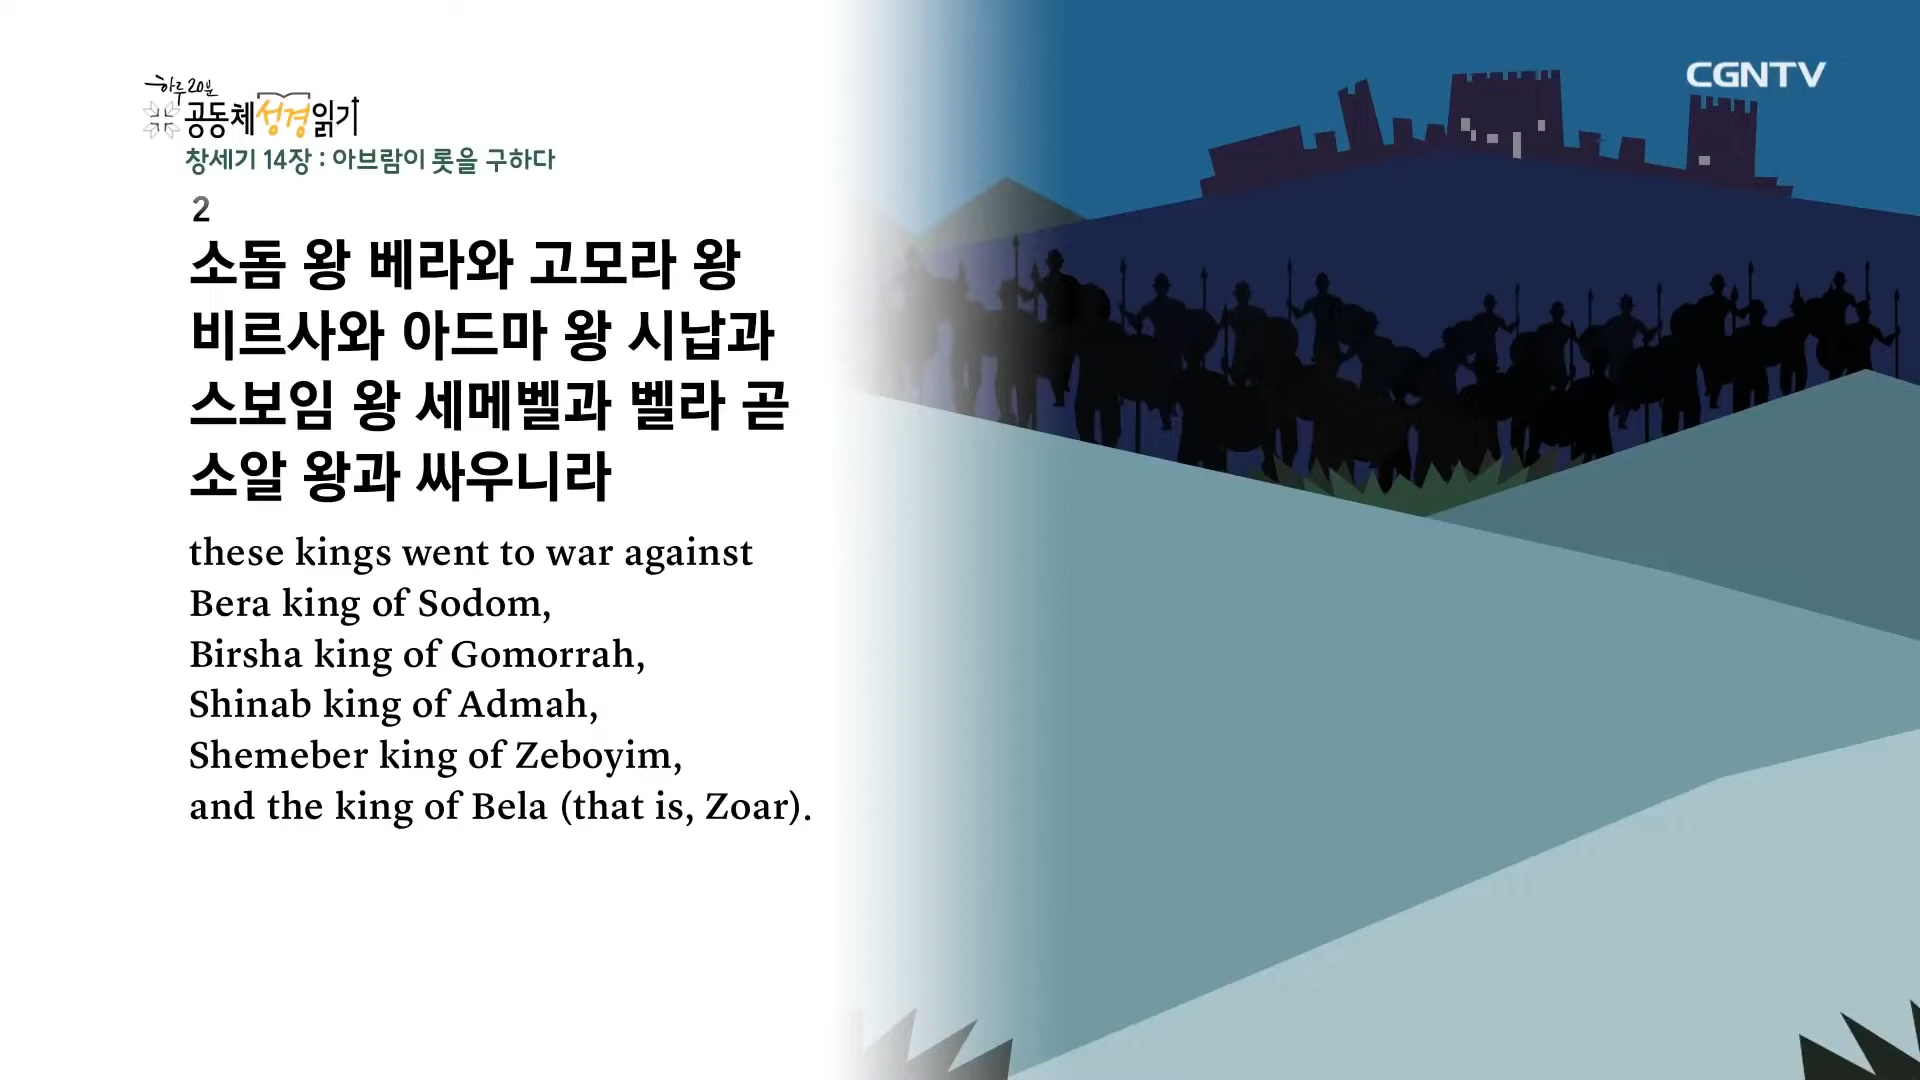 하루 20분
공동체성경읽기
CGNTV
창세기 14장 : 아브람이 롯을 구하다
2
소돔 왕 베라와 고모라 왕
비르사와 아드마 왕 시납과
스보임 왕 세메벨과 벨라 곧
소알 왕과 싸우니라
these kings went to war against
Bera king of Sodom,
Birsha king of Gomorrah,
Shinab king of Admah,
Shemeber king of Zeboyim,
and the king of Bela (that is, Zoar).